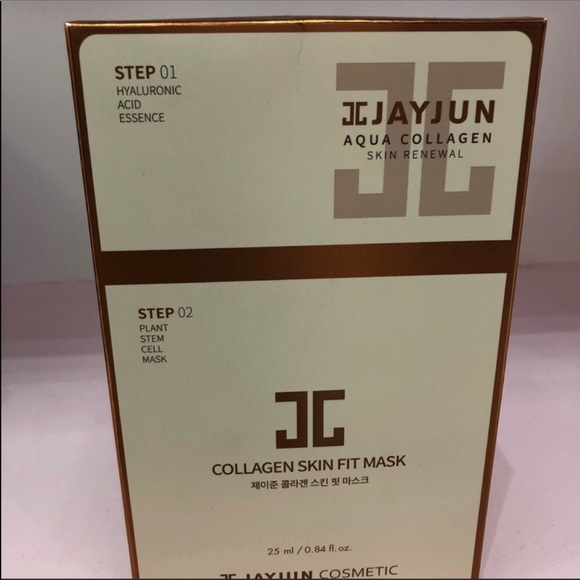 STEP 01
HYALURONIC
ACID
ESSENCE
JAYJUN
AQUA COLLAGEN
SKIN RENEWAL
STEP 02
PLANT
STEM
CELL
MASK
COLLAGEN SKIN FIT MASK
제이준 콜라겐 스킨 핏 마스크
25 ml / 0.84 fl. oz.
JAYJUN COSMETIC